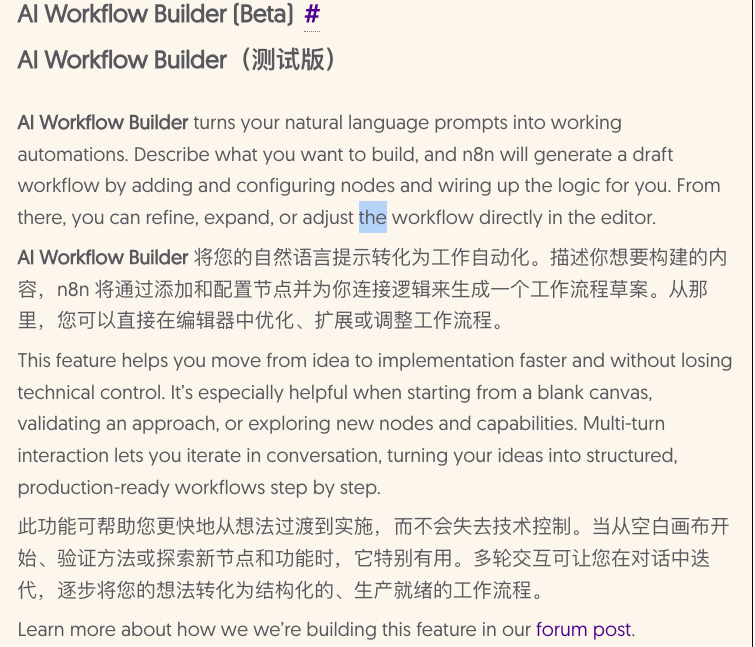 AI Workflow Builder (Beta) #
AI Workflow Builder（测试版）
AI Workflow Builder turns your natural language prompts into working
automations. Describe what you want to build, and n8n will generate a draft
workflow by adding and configuring nodes and wiring up the logic for you. From
there, you can refine, expand, or adjust the workflow directly in the editor.
AI Workflow Builder 将您的自然语言提示转化为工作自动化。描述你想要构建的内
容，n8n 将通过添加和配置节点并为你连接逻辑来生成一个工作流程草案。从那
里，您可以直接在编辑器中优化、扩展或调整工作流程。
This feature helps you move from idea to implementation faster and without losing
technical control. It’s especially helpful when starting from a blank canvas,
validating an approach, or exploring new nodes and capabilities. Multi-turn
interaction lets you iterate in conversation, turning your ideas into structured,
production-ready workflows step by step.
此功能可帮助您更快地从想法过渡到实施，而不会失去技术控制。当从空白画布开
始、验证方法或探索新节点和功能时，它特别有用。多轮交互可让您在对话中迭
代，逐步将您的想法转化为结构化的、生产就绪的工作流程。
Learn more about how we we’re building this feature in our forum post.